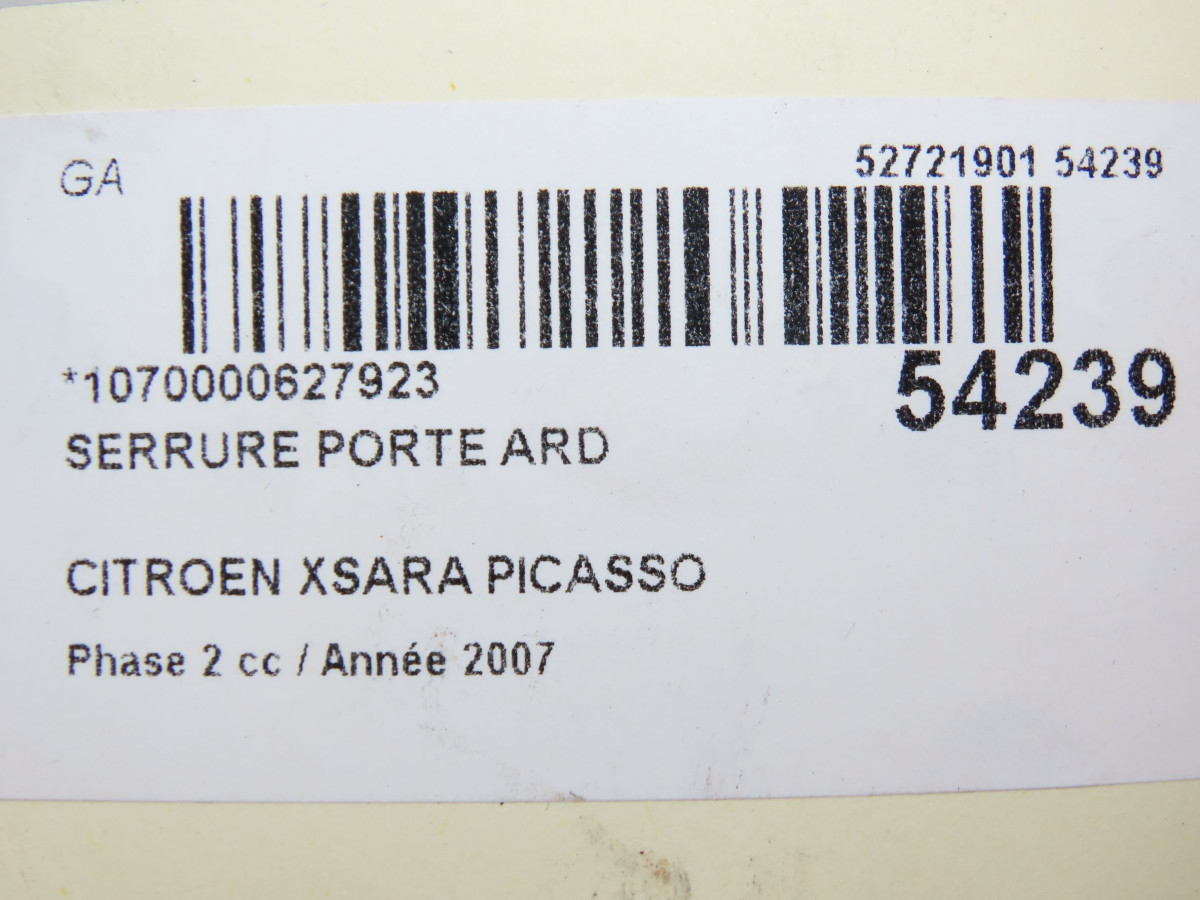 GA
52721901 54239
*1070000627923
54239
SERRURE PORTE ARD
CITROEN XSARA PICASSO
Phase 2 cc / Année 2007